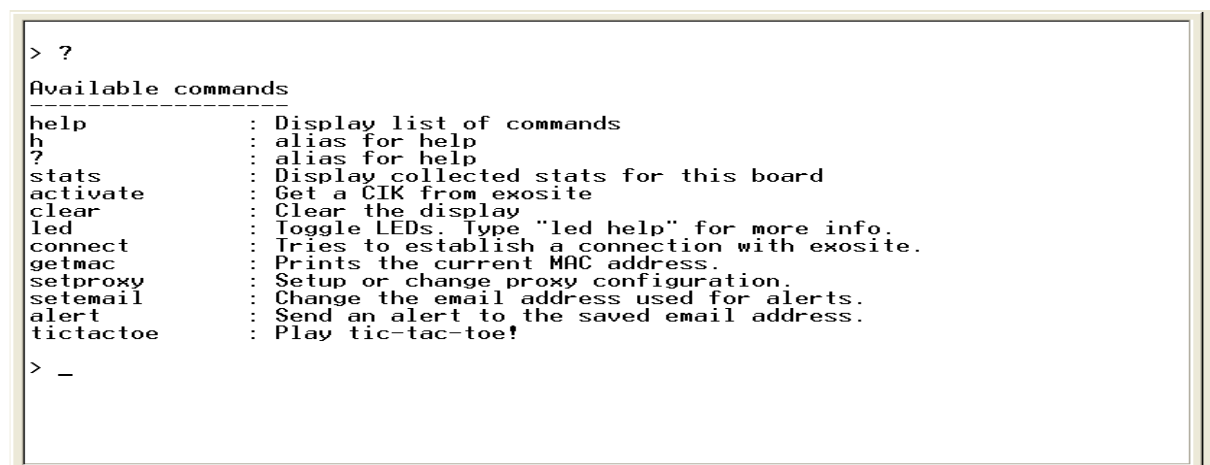 > ?
Available commands
------------------
help : Display list of commands
h : alias for help
? : alias for help
stats : Display collected stats for this board
activate : Get a CIK from exosite
clear : Clear the display
led : Toggle LEDs. Type "led help" for more info.
connect : Tries to establish a connection with exosite.
getmac : Prints the current MAC address.
setproxy : Setup or change proxy configuration.
setemail : Change the email address used for alerts.
alert : Send an alert to the saved email address.
tictactoe : Play tic-tac-toe!
> _